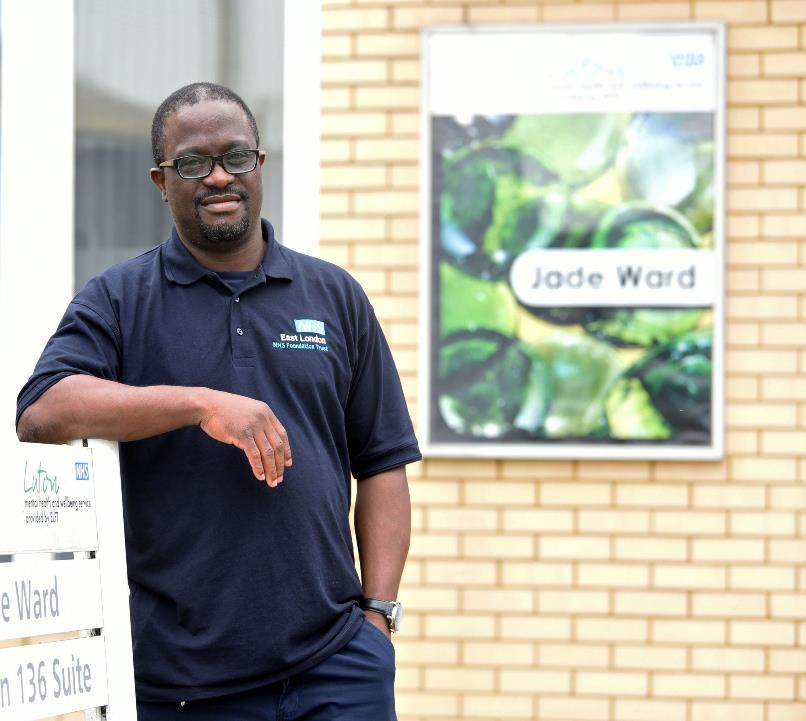 NHS
Jade Ward
NHS
East London
NHS Foundation Trust
Luton
NHS
mental health and wellbeing service
provided by ELFT
e Ward
n 136 Suite